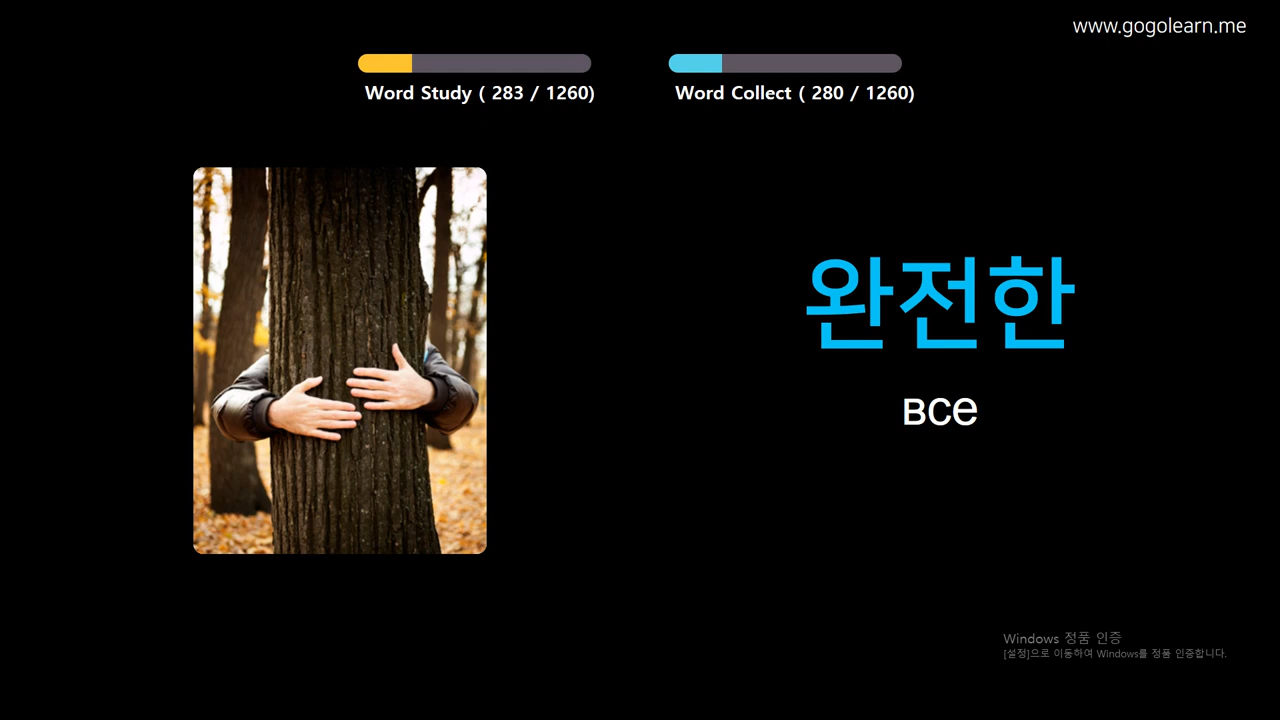 www.gogolearn.me
Word Study ( 283 / 1260)
Word Collect ( 280 / 1260)
완전한
все
Windows 정품 인증
[설정]으로 이동하여 Windows를 정품 인증합니다.